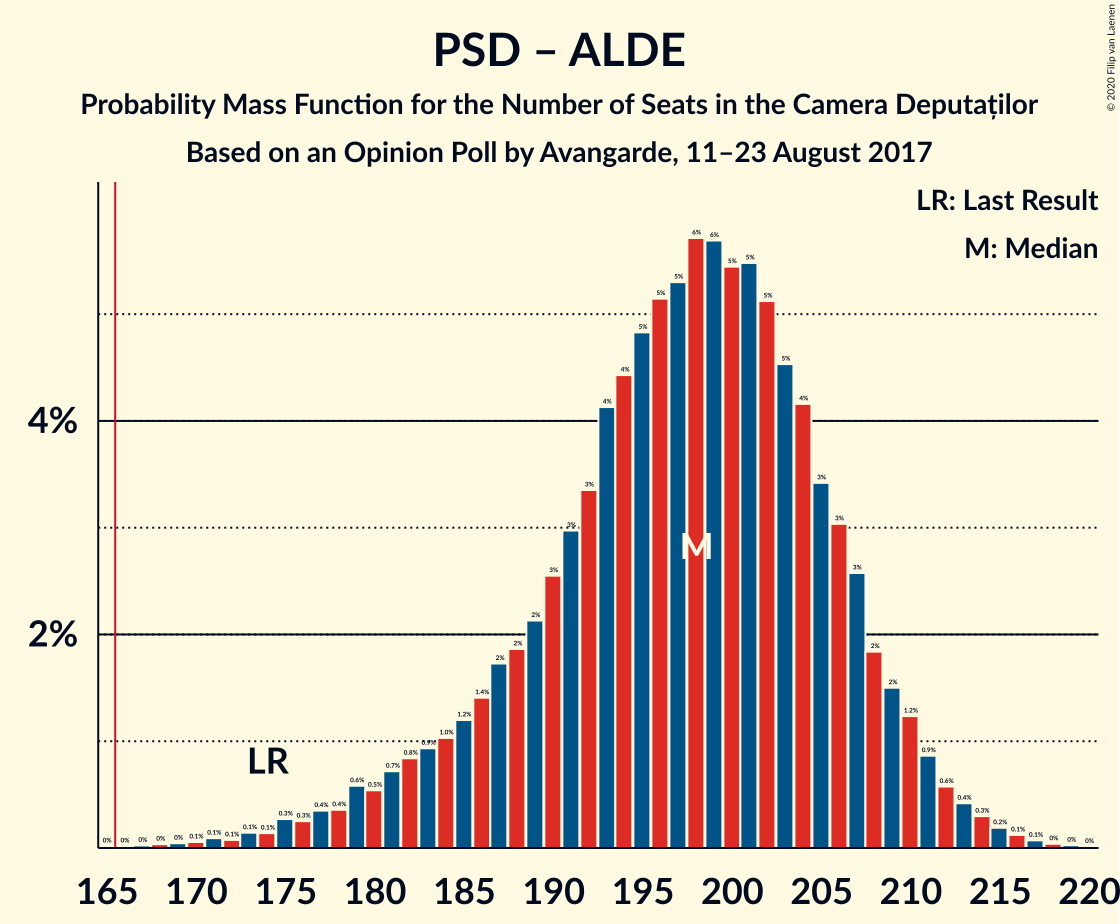 PSD – ALDE
Probability Mass Function for the Number of Seats in the Camera Deputaților
Based on an Opinion Poll by Avangarde, 11–23 August 2017
© 2020 Filip van Laenen
LR: Last Result
M: Median
4%
2%
0% 0% 0% 0% 0% 0.1% 0.1% 0.1% 0.1% 0.1% 0.3% 0.3% 0.4% 0.4% 0.6% 0.5% 0.7% 0.8% 0.9% 1.0% 1.2% 1.4% 2% 2% 2% 3% 3% 3% 4% 4% 5% 5% 5% 6% 6% 5% 5% 5% 5% 4% 3% 3% 3% 2% 2% 1.2% 0.9% 0.6% 0.4% 0.3% 0.2% 0.1% 0.1% 0% 0% 0%
M
LR
165 170 175 180 185 190 195 200 205 210 215 220